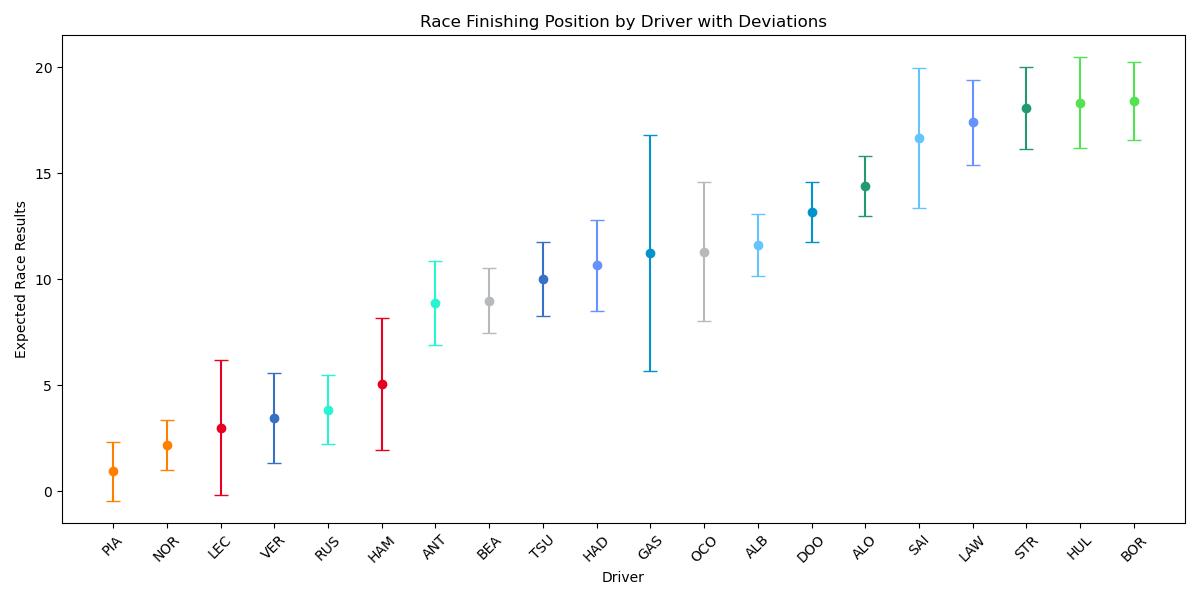 Race Finishing Position by Driver with Deviations
Expected Race Results
20
15
10
5
0
PIA NOR LEC VER RUS HAM ANT BEA TSU HAD GAS OCO ALB DOO ALO SAI LAW STR HUL BOR
Driver